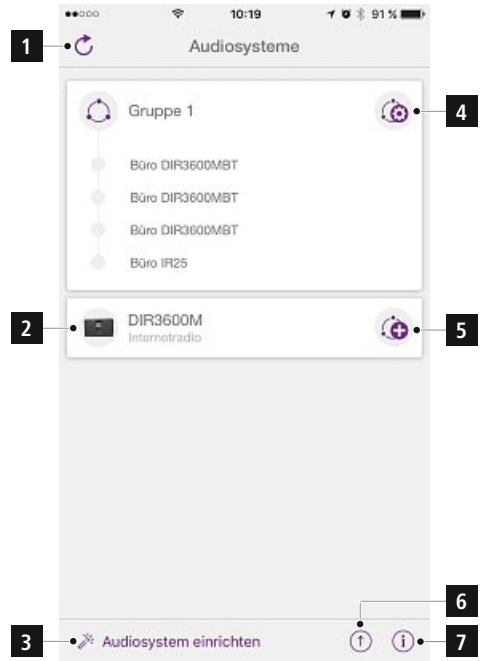 10:19
91 %
1
Audiosysteme
Gruppe 1
4
Büro DIR3600MBT
Büro DIR3600MBT
Büro DIR3600MBT
Büro IR25
2
DIR3600M
Internetradio
5
6
3
Audiosystem einrichten
7